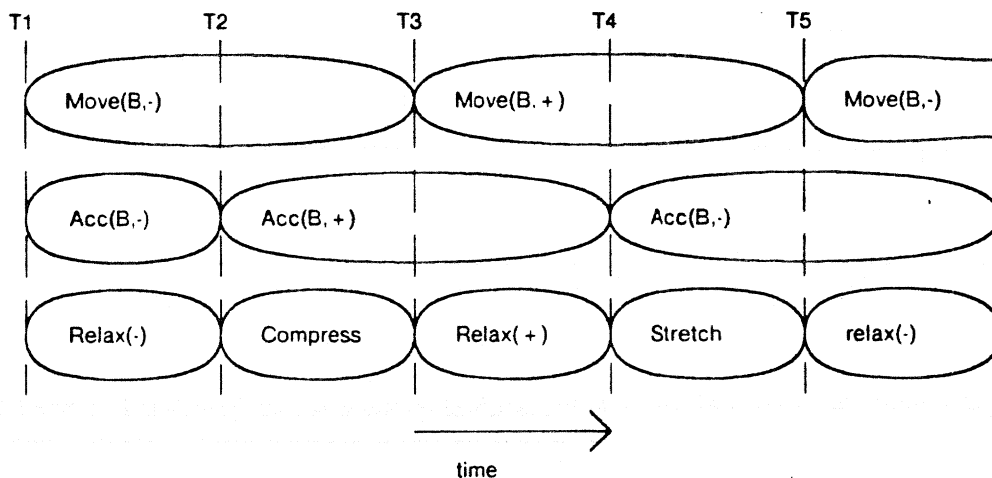 T1 T2 T3 T4 T5
Move(B,-) Move(B, +) Move(B,-)
Acc(B,-) Acc(B, +) Acc(B,-)
Relax(-) Compress Relax( + ) Stretch relax(-)
time